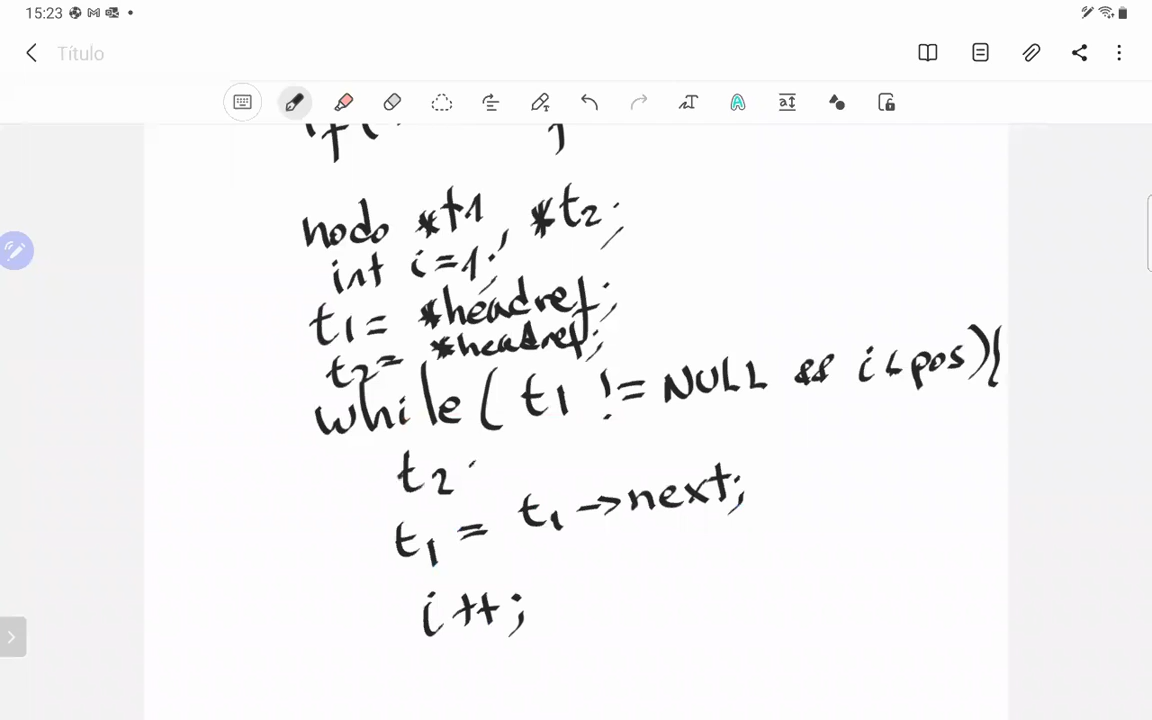 15:23
Título
nodo *t1, *t2;
int i=1;
t1= *headref;
t2= *headref;
while( t1 != NULL && i<pos){
t2
t1 = t1->next;
i++;